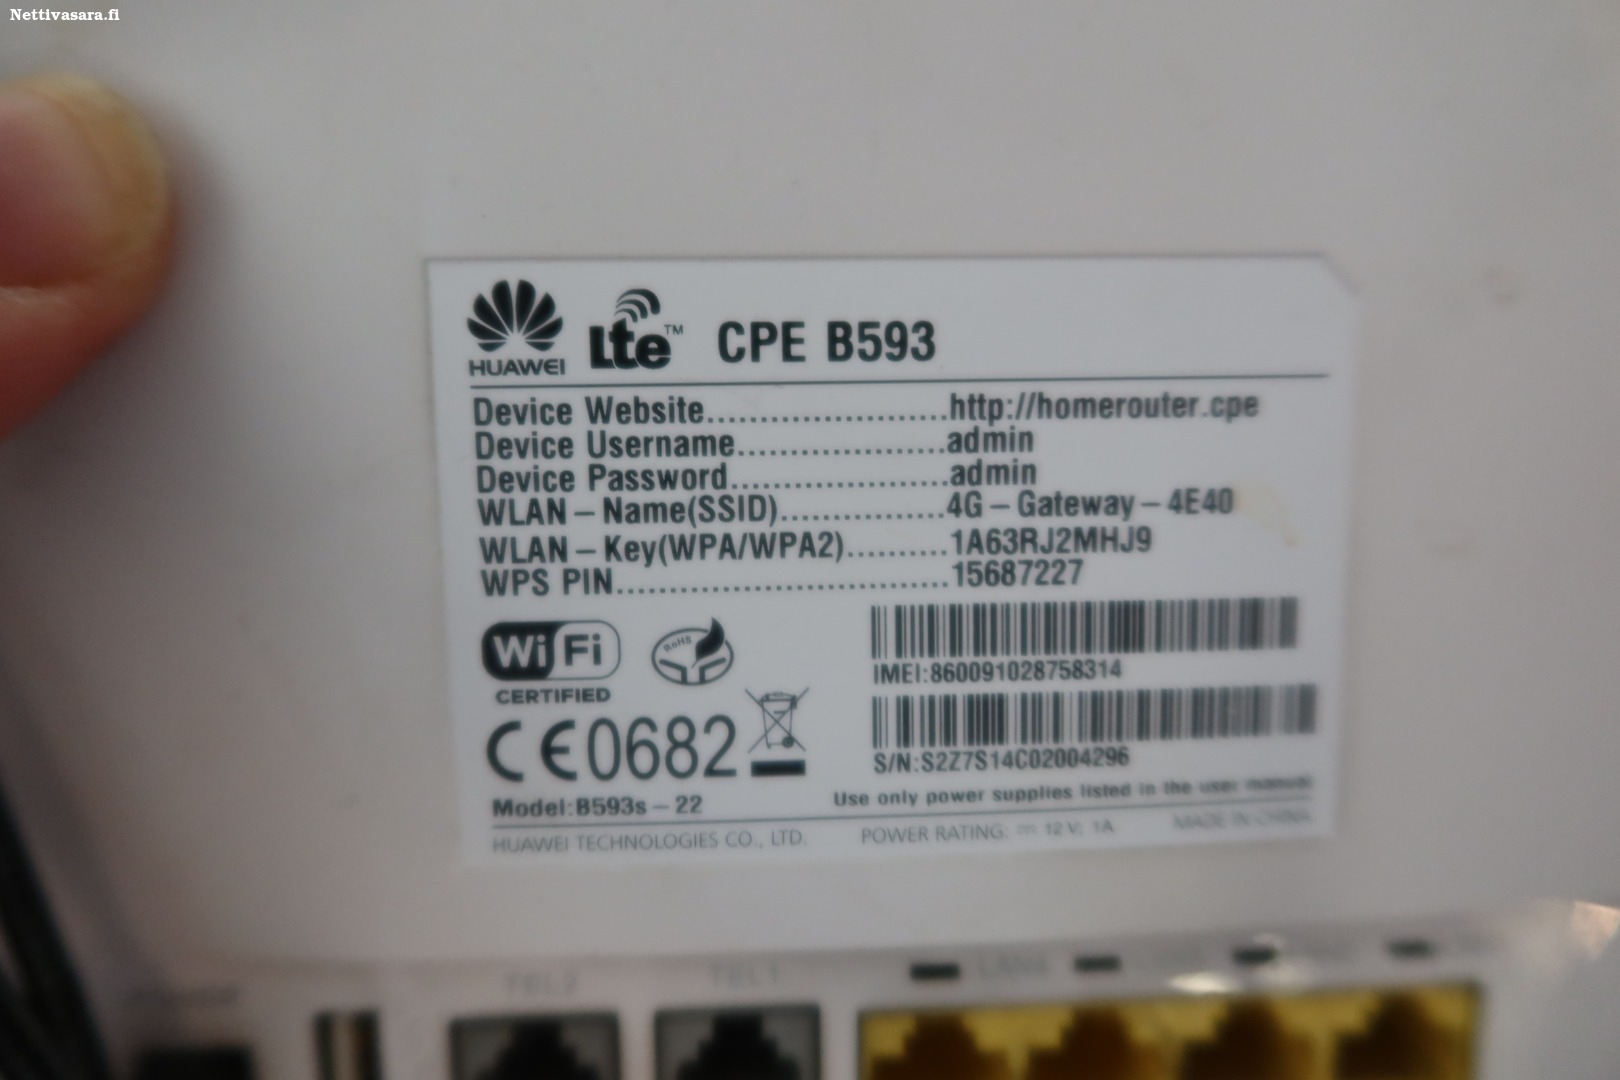 Nettivasara.fi
HUAWEI
LTE™ CPE B593
Device Website......................http://homerouter.cpe
Device Username...................admin
Device Password....................admin
WLAN – Name(SSID)...............4G – Gateway – 4E40
WLAN – Key(WPA/WPA2)..........1A63RJ2MHJ9
WPS PIN..............................15687227
WiFi
CERTIFIED
RoHS
IMEI:860091028758314
CE0682
S/N:S2Z7S14C02004296
Model:B593s – 22
Use only power supplies listed in the user manual
HUAWEI TECHNOLOGIES CO., LTD.
POWER RATING: ⎓ 12 V; 1A
MADE IN CHINA
TEL2
TEL1